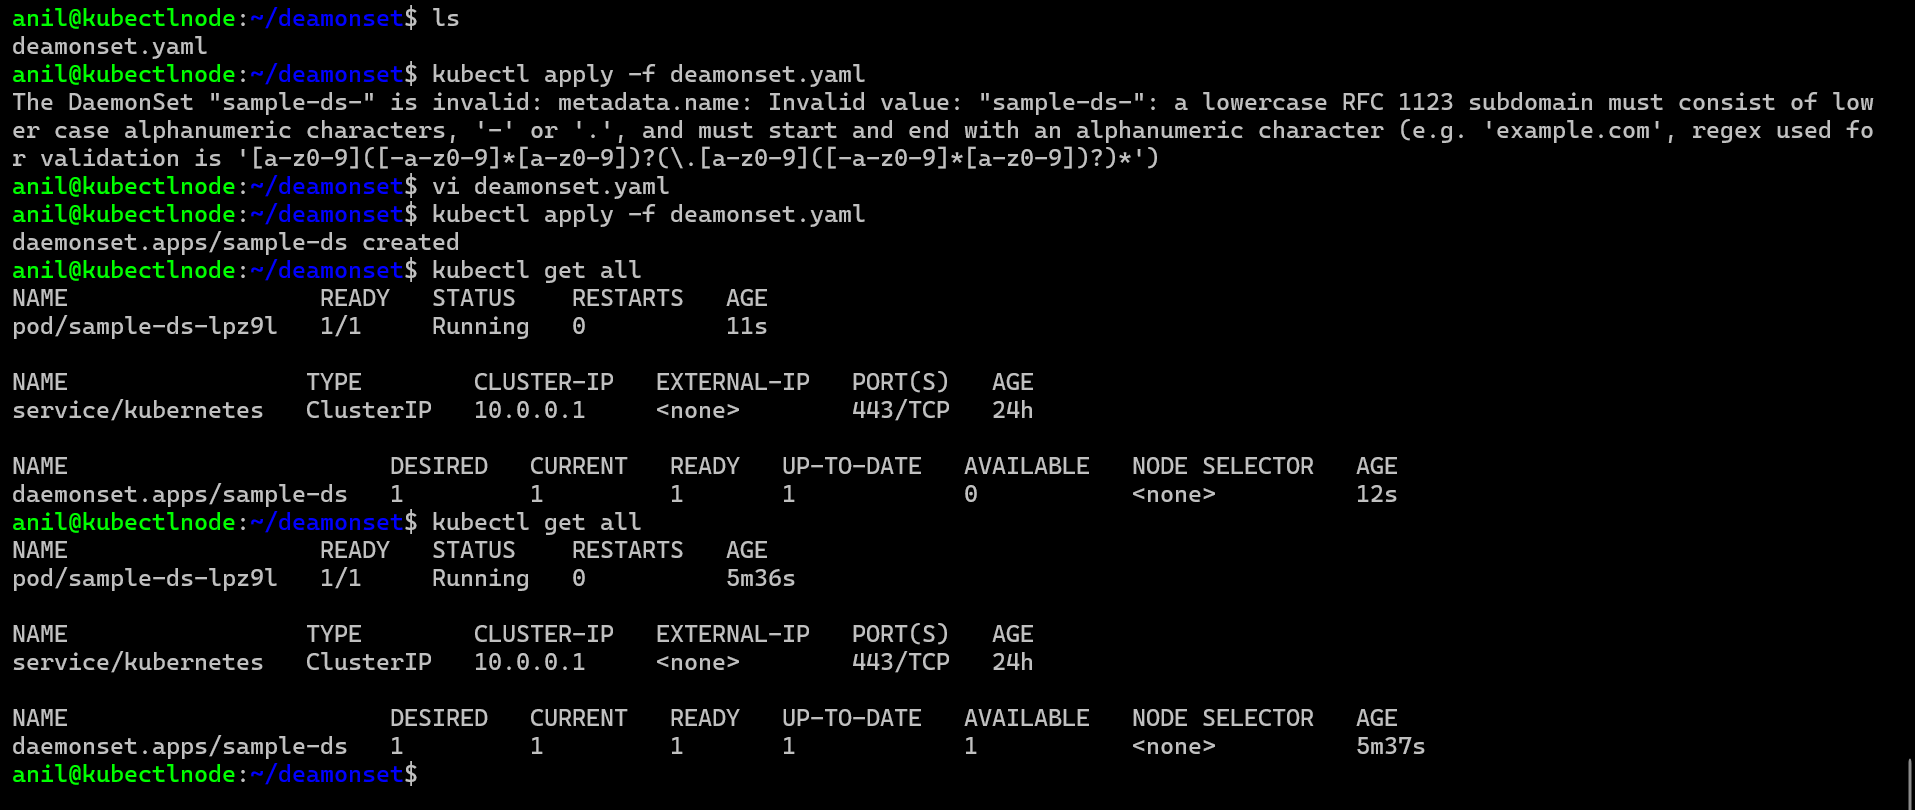 anil@kubectlnode:~/deamonset$ ls
deamonset.yaml
anil@kubectlnode:~/deamonset$ kubectl apply -f deamonset.yaml
The DaemonSet "sample-ds-" is invalid: metadata.name: Invalid value: "sample-ds-": a lowercase RFC 1123 subdomain must consist of low
er case alphanumeric characters, '-' or '.', and must start and end with an alphanumeric character (e.g. 'example.com', regex used fo
r validation is '[a-z0-9]([-a-z0-9]*[a-z0-9])?(\.[a-z0-9]([-a-z0-9]*[a-z0-9])?)*')
anil@kubectlnode:~/deamonset$ vi deamonset.yaml
anil@kubectlnode:~/deamonset$ kubectl apply -f deamonset.yaml
daemonset.apps/sample-ds created
anil@kubectlnode:~/deamonset$ kubectl get all
NAME                  READY   STATUS    RESTARTS   AGE
pod/sample-ds-lpz9l   1/1     Running   0          11s

NAME                 TYPE        CLUSTER-IP   EXTERNAL-IP   PORT(S)   AGE
service/kubernetes   ClusterIP   10.0.0.1     <none>        443/TCP   24h

NAME                       DESIRED   CURRENT   READY   UP-TO-DATE   AVAILABLE   NODE SELECTOR   AGE
daemonset.apps/sample-ds   1         1         1       1            0           <none>          12s
anil@kubectlnode:~/deamonset$ kubectl get all
NAME                  READY   STATUS    RESTARTS   AGE
pod/sample-ds-lpz9l   1/1     Running   0          5m36s

NAME                 TYPE        CLUSTER-IP   EXTERNAL-IP   PORT(S)   AGE
service/kubernetes   ClusterIP   10.0.0.1     <none>        443/TCP   24h

NAME                       DESIRED   CURRENT   READY   UP-TO-DATE   AVAILABLE   NODE SELECTOR   AGE
daemonset.apps/sample-ds   1         1         1       1            1           <none>          5m37s
anil@kubectlnode:~/deamonset$